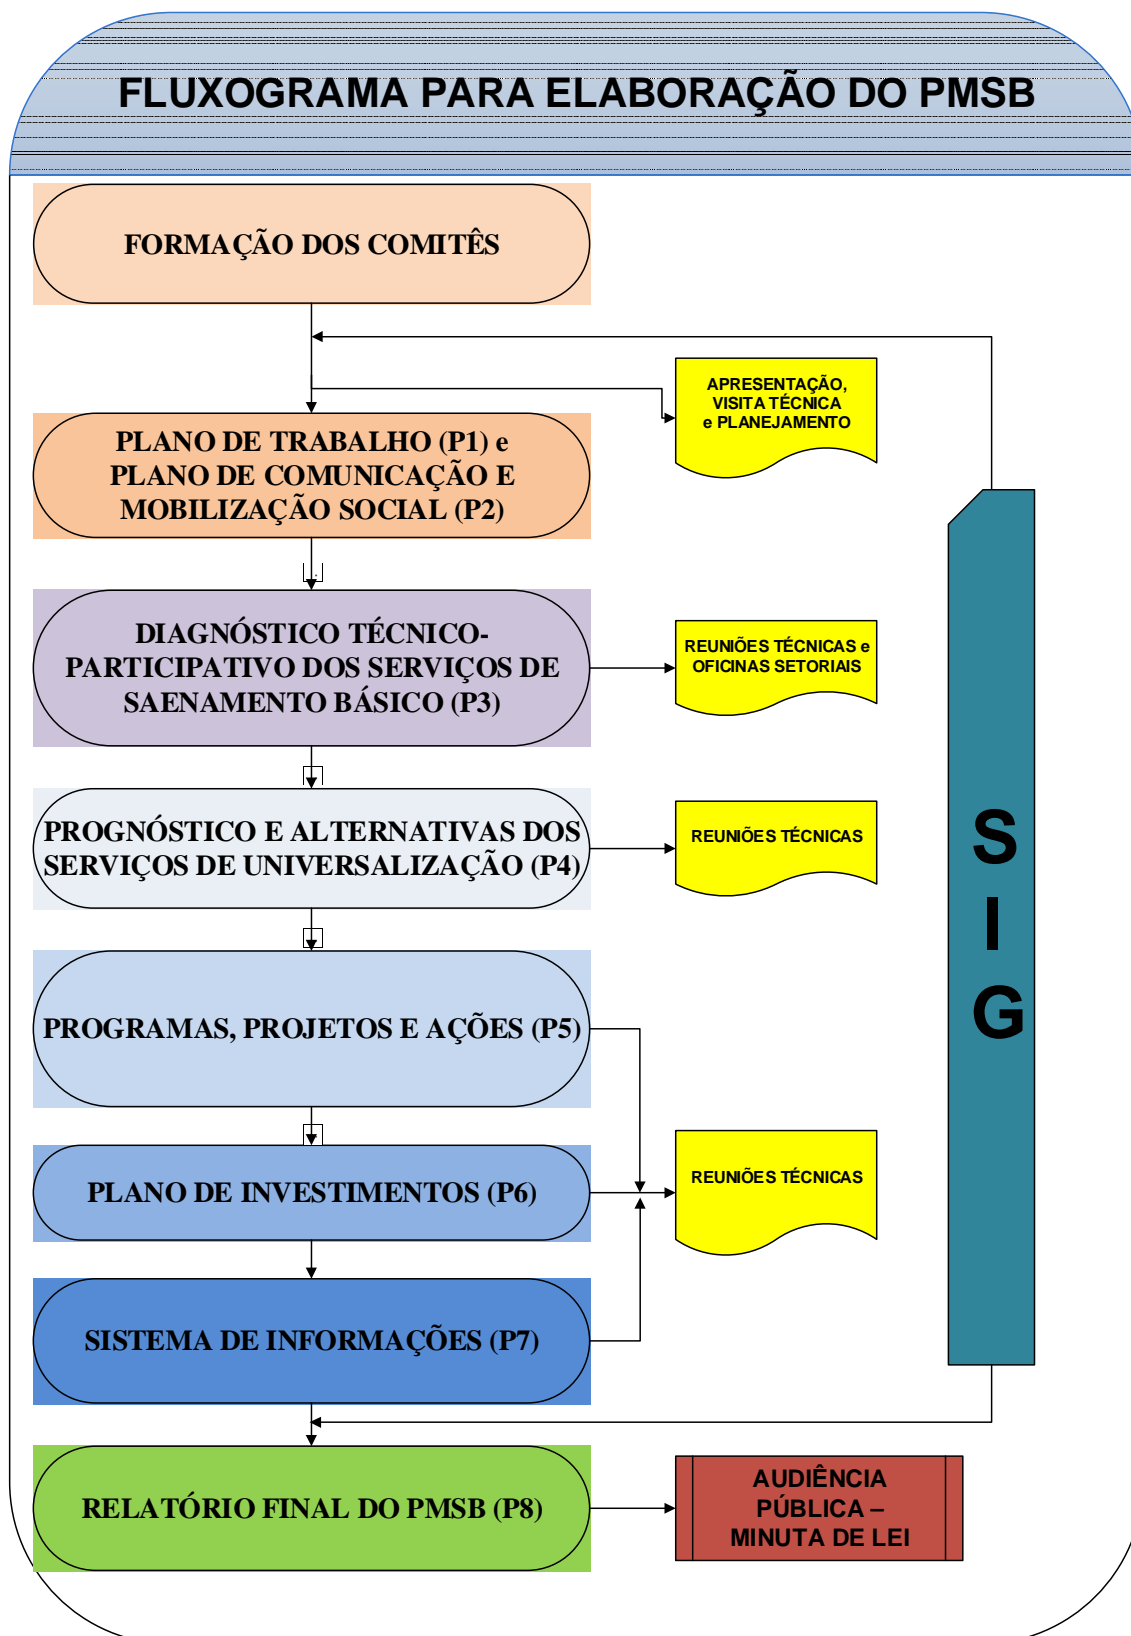 FLUXOGRAMA PARA ELABORAÇÃO DO PMSB
FORMAÇÃO DOS COMITÊS
APRESENTAÇÃO,
VISITA TÉCNICA
e PLANEJAMENTO
PLANO DE TRABALHO (P1) e
PLANO DE COMUNICAÇÃO E
MOBILIZAÇÃO SOCIAL (P2)
DIAGNÓSTICO TÉCNICO-
PARTICIPATIVO DOS SERVIÇOS DE
SAENAMENTO BÁSICO (P3)
REUNIÕES TÉCNICAS e
OFICINAS SETORIAIS
PROGNÓSTICO E ALTERNATIVAS DOS
SERVIÇOS DE UNIVERSALIZAÇÃO (P4)
REUNIÕES TÉCNICAS
S
I
G
PROGRAMAS, PROJETOS E AÇÕES (P5)
PLANO DE INVESTIMENTOS (P6)
REUNIÕES TÉCNICAS
SISTEMA DE INFORMAÇÕES (P7)
RELATÓRIO FINAL DO PMSB (P8)
AUDIÊNCIA
PÚBLICA –
MINUTA DE LEI